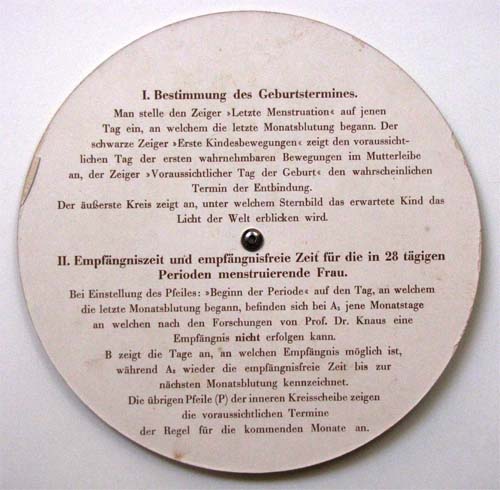 I. Bestimmung des Geburtstermines.
Man stelle den Zeiger »Letzte Menstruation« auf jenen
Tag ein, an welchem die letzte Monatsblutung begann. Der
schwarze Zeiger »Erste Kindesbewegungen« zeigt den voraussicht-
lichen Tag der ersten wahrnehmbaren Bewegungen im Mutterleibe
an, der Zeiger »Voraussichtlicher Tag der Geburt« den wahrscheinlichen
Termin der Entbindung.
Der äußerste Kreis zeigt an, unter welchem Sternbild das erwartete Kind das
Licht der Welt erblicken wird.
II. Empfängniszeit und empfängnisfreie Zeit für die in 28 tägigen
Perioden menstruierende Frau.
Bei Einstellung des Pfeiles: »Beginn der Periode« auf den Tag, an welchem
die letzte Monatsblutung begann, befinden sich bei A₁ jene Monatstage
an welchen nach den Forschungen von Prof. Dr. Knaus eine
Empfängnis nicht erfolgen kann.
B zeigt die Tage an, an welchen Empfängnis möglich ist,
während A₂ wieder die empfängnisfreie Zeit bis zur
nächsten Monatsblutung kennzeichnet.
Die übrigen Pfeile (P) der inneren Kreisscheibe zeigen
die voraussichtlichen Termine
der Regel für die kommenden Monate an.